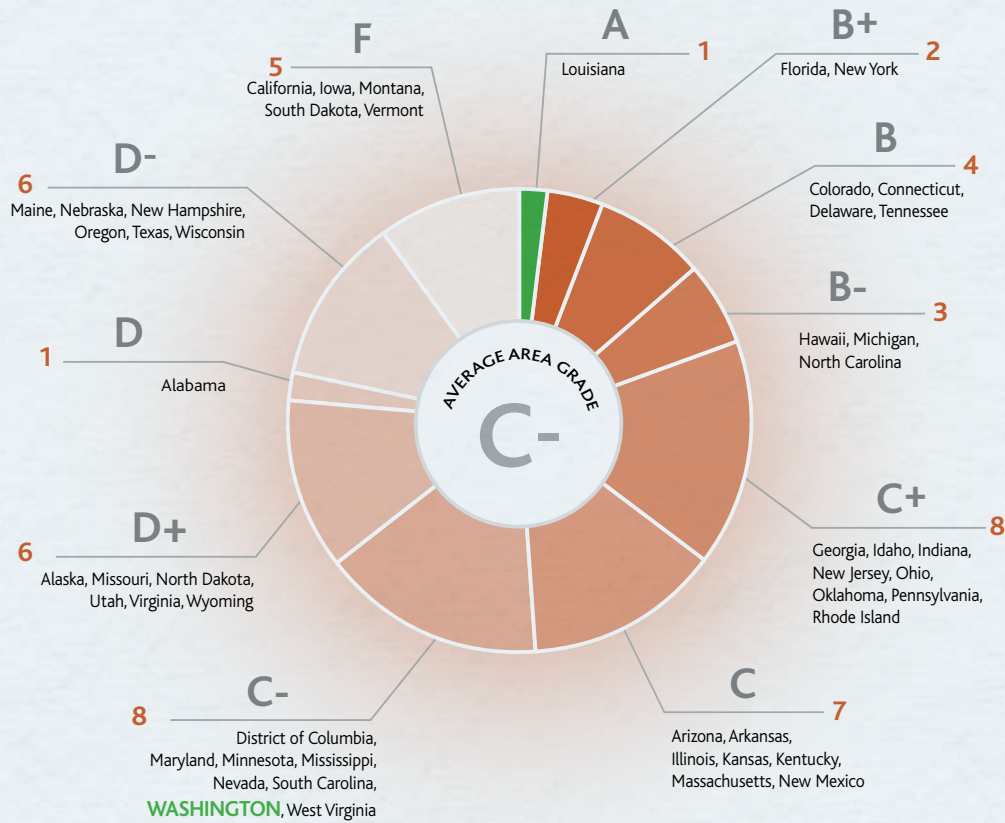 A
1
Louisiana
B+
2
Florida, New York
B
4
Colorado, Connecticut,
Delaware, Tennessee
B-
3
Hawaii, Michigan,
North Carolina
C+
8
Georgia, Idaho, Indiana,
New Jersey, Ohio,
Oklahoma, Pennsylvania,
Rhode Island
C
7
Arizona, Arkansas,
Illinois, Kansas, Kentucky,
Massachusetts, New Mexico
C-
8
District of Columbia,
Maryland, Minnesota, Mississippi,
Nevada, South Carolina,
WASHINGTON, West Virginia
D+
6
Alaska, Missouri, North Dakota,
Utah, Virginia, Wyoming
D
1
Alabama
D-
6
Maine, Nebraska, New Hampshire,
Oregon, Texas, Wisconsin
F
5
California, Iowa, Montana,
South Dakota, Vermont
AVERAGE AREA GRADE
C-